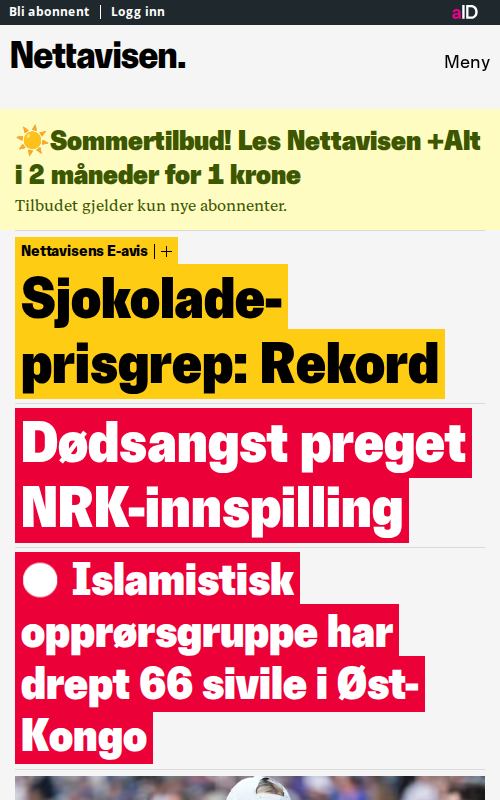 Bli abonnent | Logg inn
aID
Nettavisen.
Meny
☀️Sommertilbud! Les Nettavisen +Alt
i 2 måneder for 1 krone
Tilbudet gjelder kun nye abonnenter.
Nettavisens E-avis | +
Sjokolade-
prisgrep: Rekord
Dødsangst preget
NRK-innspilling
Islamistisk
opprørsgruppe har
drept 66 sivile i Øst-
Kongo